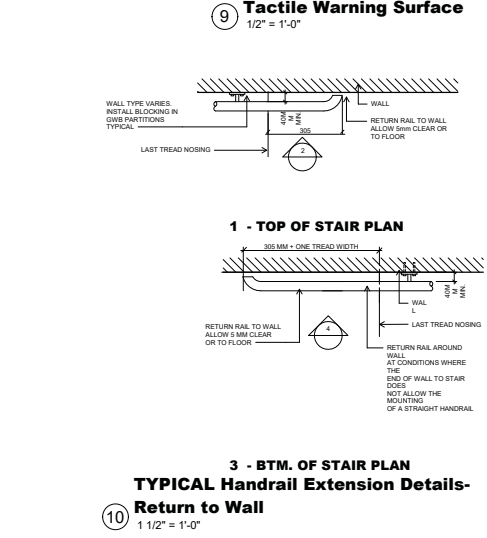 9 Tactile Warning Surface
1/2" = 1'-0"
WALL TYPE VARIES.
INSTALL BLOCKING IN
GWB PARTITIONS
TYPICAL
LAST TREAD NOSING
40M
M
MIN.
305
2
WALL
RETURN RAIL TO WALL
ALLOW 5mm CLEAR OR
TO FLOOR
1 - TOP OF STAIR PLAN
305 MM + ONE TREAD WIDTH
40M
M
MIN.
WAL
L
LAST TREAD NOSING
RETURN RAIL TO WALL
ALLOW 5 MM CLEAR
OR TO FLOOR
4
RETURN RAIL AROUND
WALL
AT CONDITIONS WHERE
THE
END OF WALL TO STAIR
DOES
NOT ALLOW THE
MOUNTING
OF A STRAIGHT HANDRAIL
3 - BTM. OF STAIR PLAN
TYPICAL Handrail Extension Details-
10 Return to Wall
1 1/2" = 1'-0"